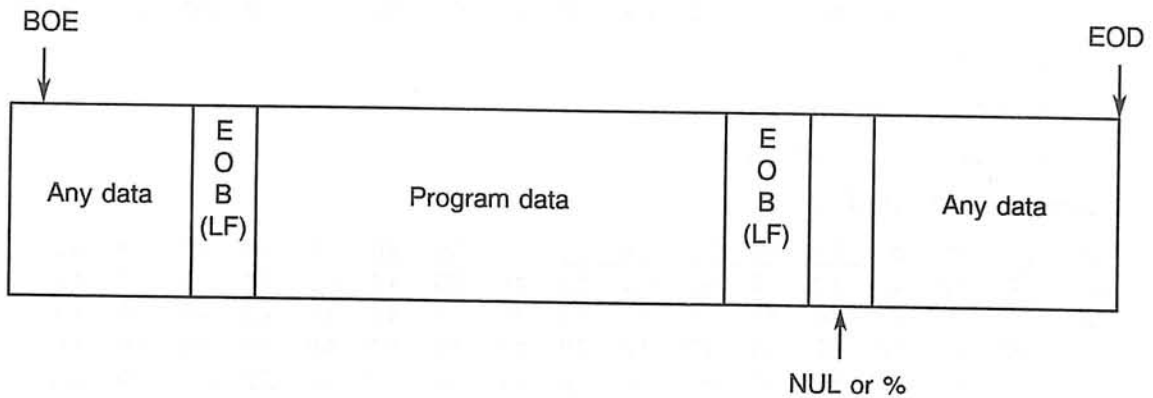 BOE
EOD
Any data
E
O
B
(LF)
Program data
E
O
B
(LF)
Any data
NUL or %